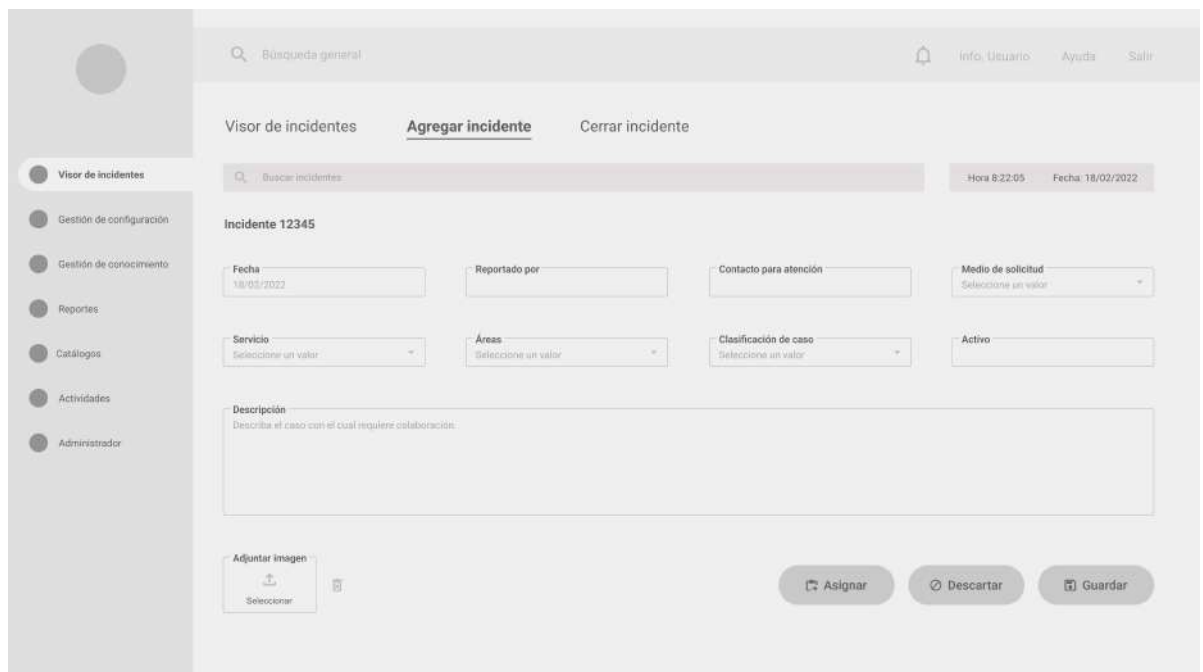 Búsqueda general
Info. Usuario Ayuda Salir
Visor de incidentes Agregar incidente Cerrar incidente
Visor de incidentes
Gestión de configuración
Gestión de conocimiento
Reportes
Catálogos
Actividades
Administrador
Buscar incidentes
Hora 8:22:05 Fecha: 18/02/2022
Incidente 12345
Fecha
18/02/2022
Reportado por
Contacto para atención
Medio de solicitud
Seleccione un valor
Servicio
Seleccione un valor
Áreas
Seleccione un valor
Clasificación de caso
Seleccione un valor
Activo
Descripción
Describa el caso con el cual requiere colaboración.
Adjuntar imagen
Seleccionar
Asignar
Descartar
Guardar